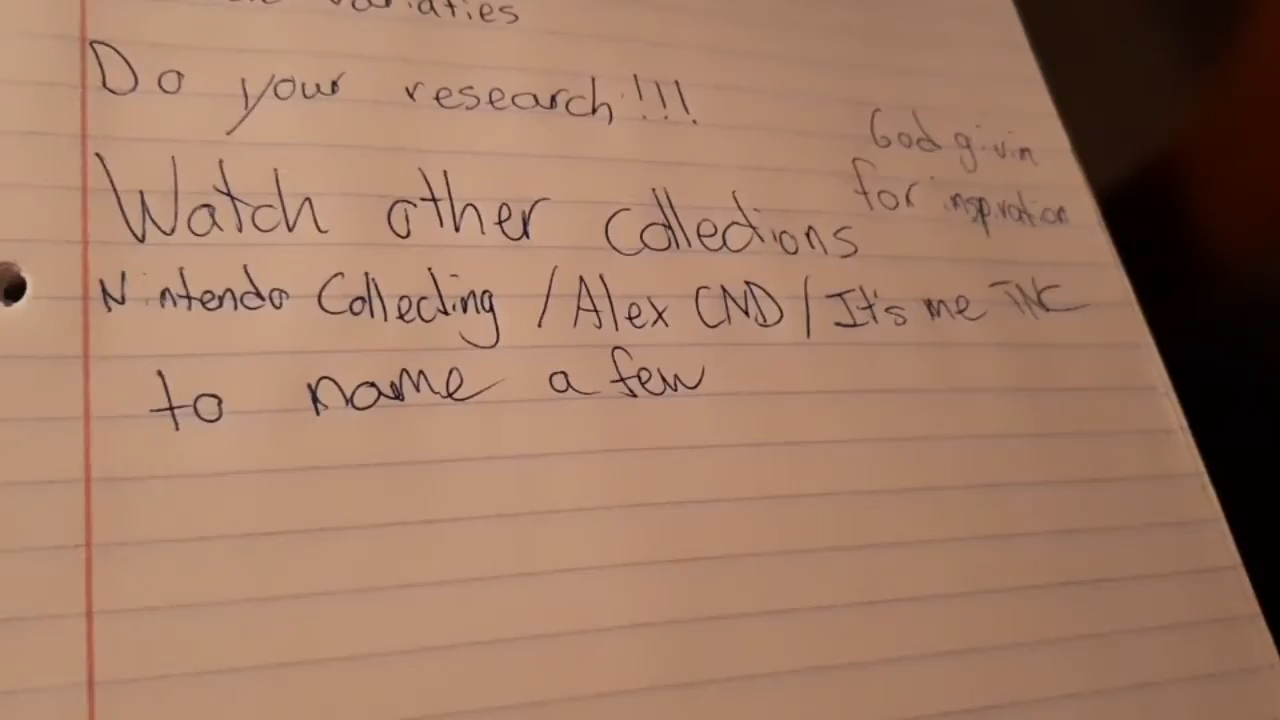 variaties
Do your research!!!
God givin
for inspiration
Watch other collections
Nintendo Collecting / Alex CND / It's me TNC
to name a few